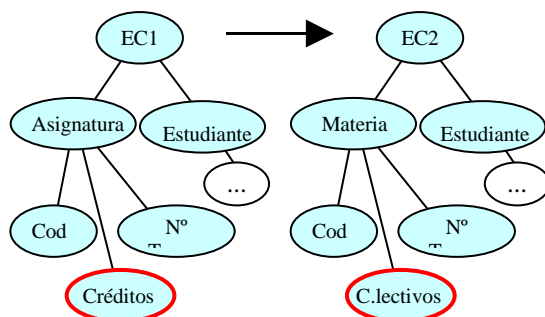 EC1
EC2
Asignatura
Estudiante
Materia
Estudiante
...
...
Cod
Nº
Cod
Nº
Créditos
C.lectivos